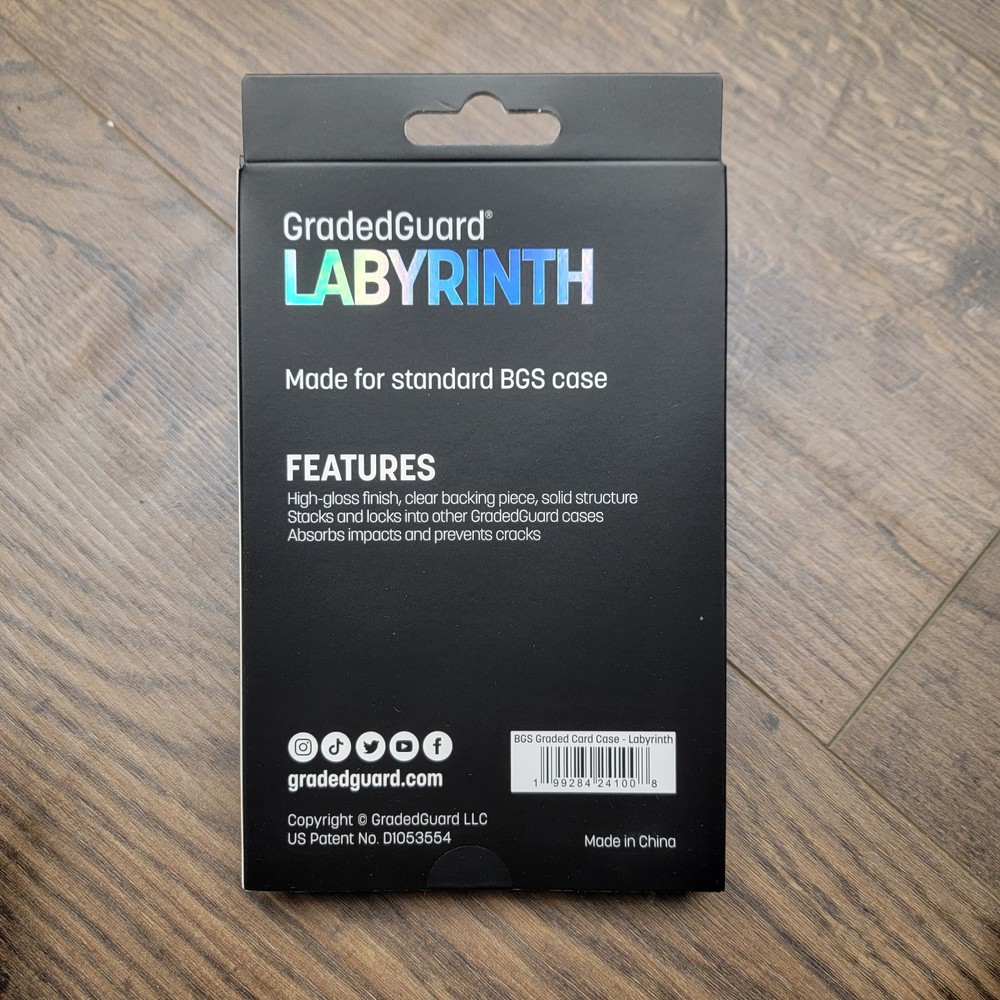 GradedGuard®
LABYRINTH
Made for standard BGS case
FEATURES
High-gloss finish, clear backing piece, solid structure
Stacks and locks into other GradedGuard cases
Absorbs impacts and prevents cracks
gradedguard.com
Copyright © GradedGuard LLC
US Patent No. D1053554
BGS Graded Card Case - Labyrinth
1 99284 24100 8
Made in China